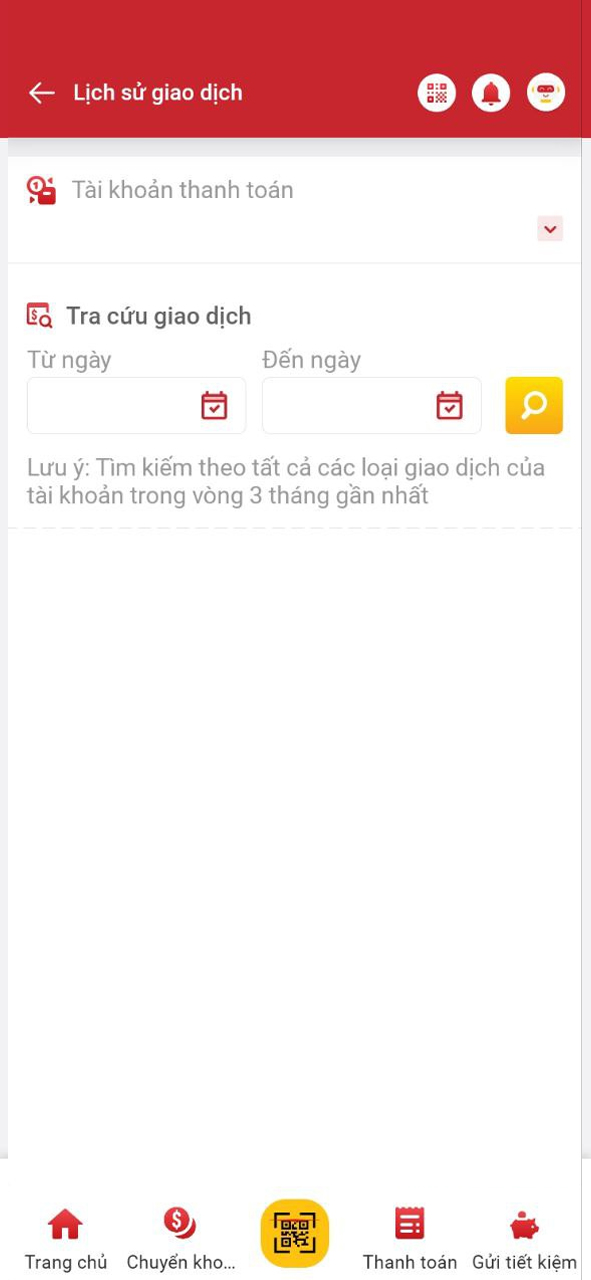 Lịch sử giao dịch
Tài khoản thanh toán
Tra cứu giao dịch
Từ ngày
Đến ngày
Lưu ý: Tìm kiếm theo tất cả các loại giao dịch của
tài khoản trong vòng 3 tháng gần nhất
Trang chủ
Chuyển kho...
Thanh toán
Gửi tiết kiệm